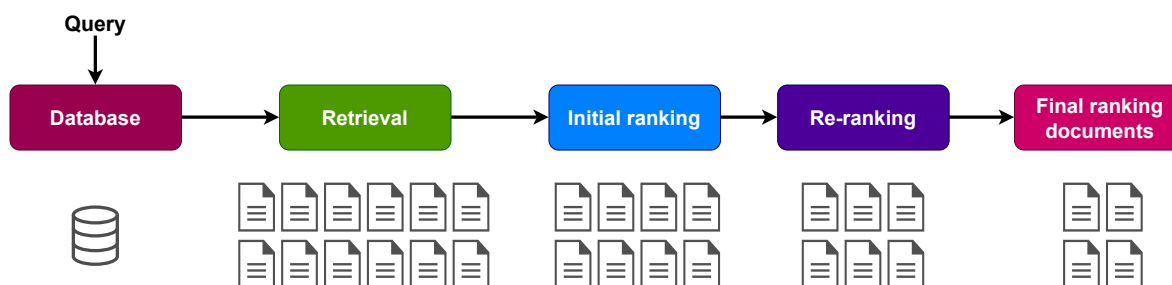 Query
Database
Retrieval
Initial ranking
Re-ranking
Final ranking
documents